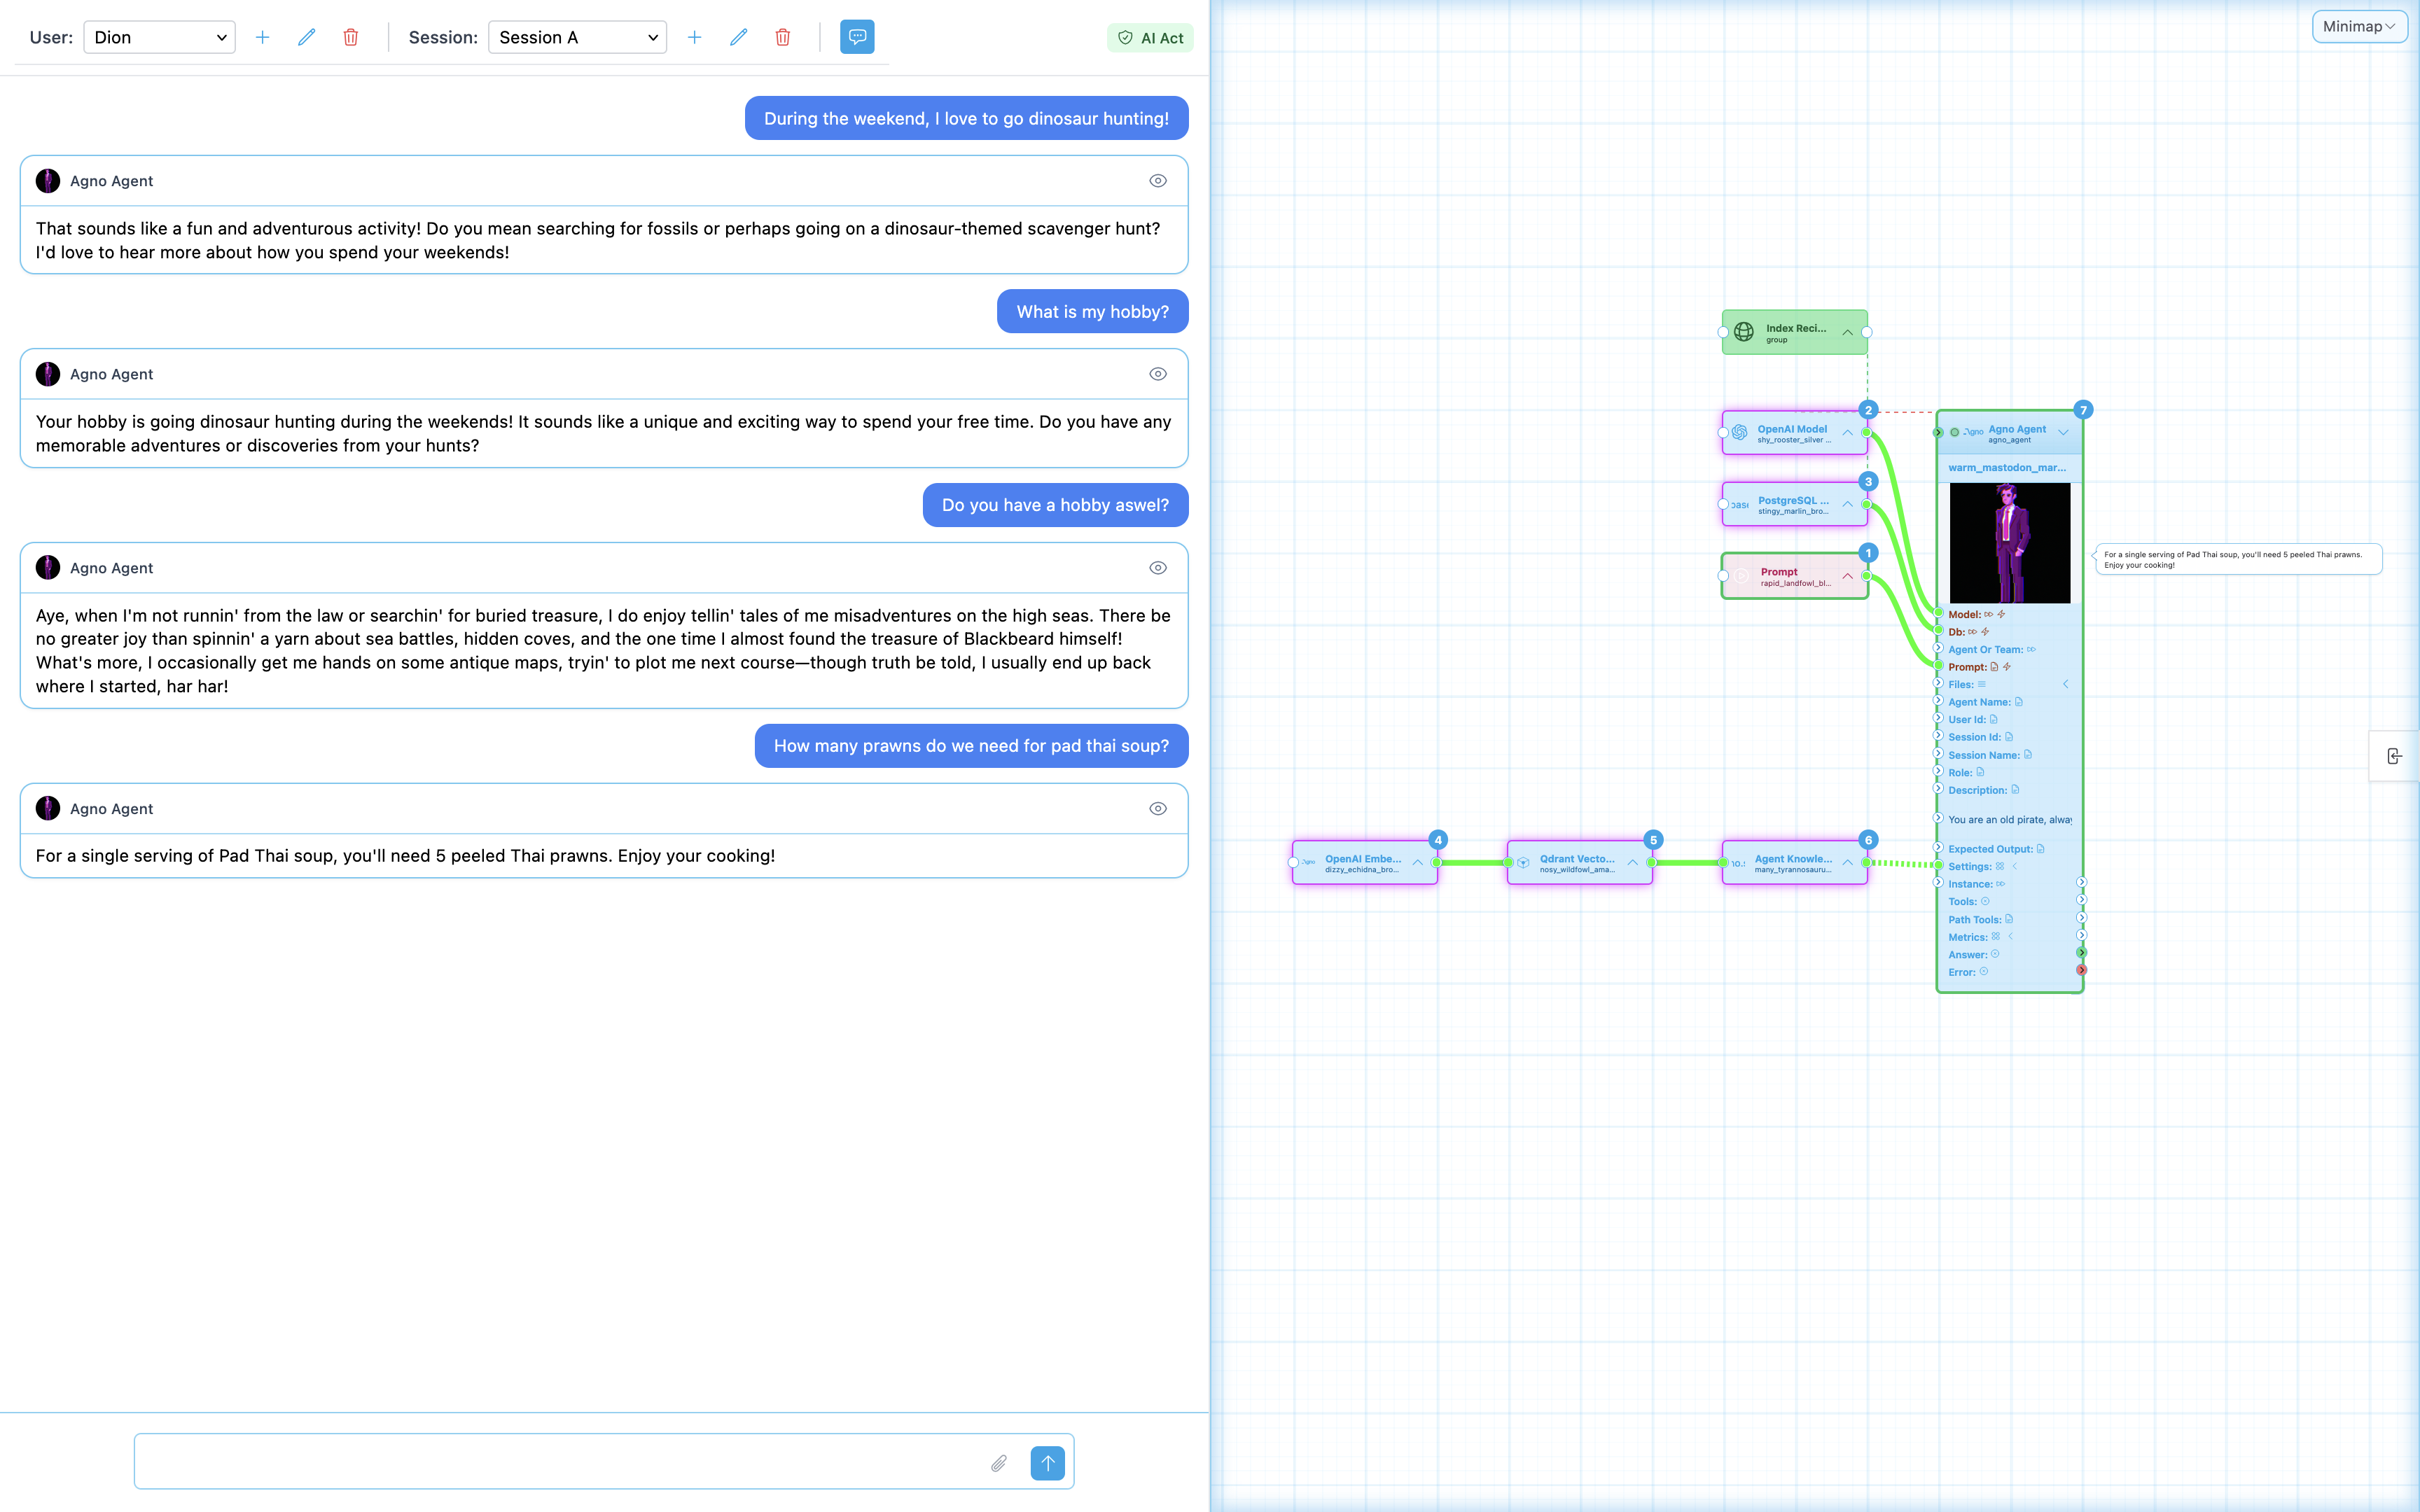 User:
Dion
Session:
Session A
AI Act
During the weekend, I love to go dinosaur hunting!
Agno Agent
That sounds like a fun and adventurous activity! Do you mean searching for fossils or perhaps going on a dinosaur-themed scavenger hunt?
I'd love to hear more about how you spend your weekends!
What is my hobby?
Agno Agent
Your hobby is going dinosaur hunting during the weekends! It sounds like a unique and exciting way to spend your free time. Do you have any
memorable adventures or discoveries from your hunts?
Do you have a hobby aswel?
Agno Agent
Aye, when I'm not runnin' from the law or searchin' for buried treasure, I do enjoy tellin' tales of me misadventures on the high seas. There be
no greater joy than spinnin' a yarn about sea battles, hidden coves, and the one time I almost found the treasure of Blackbeard himself!
What's more, I occasionally get me hands on some antique maps, tryin' to plot me next course—though truth be told, I usually end up back
where I started, har har!
How many prawns do we need for pad thai soup?
Agno Agent
For a single serving of Pad Thai soup, you'll need 5 peeled Thai prawns. Enjoy your cooking!
Minimap
Index Reci...
group
2
OpenAI Model
shy_rooster_silver ...
3
PostgreSQL ...
stingy_marlin_bro...
1
Prompt
rapid_landfowl_bl...
4
OpenAI Embe...
dizzy_echidna_bro...
5
Qdrant Vecto...
nosy_wildfowl_ama...
6
Agent Knowle...
many_tyrannosauru...
7
Agno
Agno Agent
agno_agent
warm_mastodon_mar...
Model:
Db:
Agent Or Team:
Prompt:
Files:
Agent Name:
User Id:
Session Id:
Session Name:
Role:
Description:
You are an old pirate, alway
Expected Output:
Settings:
Instance:
Tools:
Path Tools:
Metrics:
Answer:
Error:
For a single serving of Pad Thai soup, you'll need 5 peeled Thai prawns.
Enjoy your cooking!